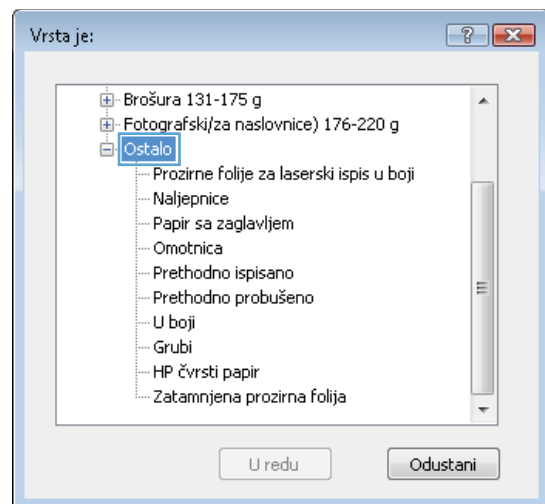 Vrsta je:
Brošura 131-175 g
Fotografski/za naslovnice) 176-220 g
Ostalo
Prozirne folije za laserski ispis u boji
Naljepnice
Papir sa zaglavljem
Omotnica
Prethodno ispisano
Prethodno probušeno
U boji
Grubi
HP čvrsti papir
Zatamnjena prozirna folija
U redu Odustani